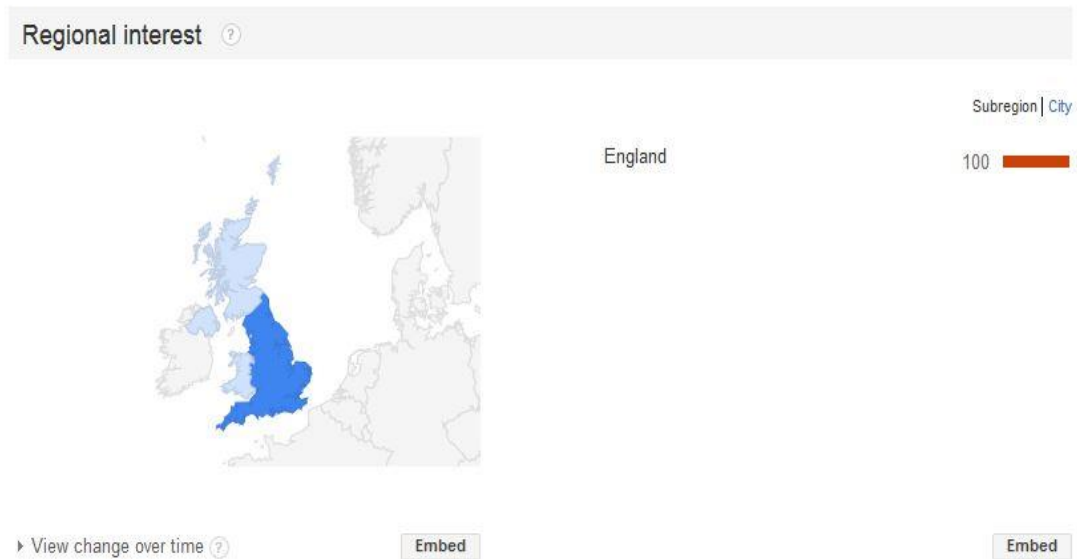 Regional interest ?
Subregion | City
England 100
View change over time ?
Embed
Embed